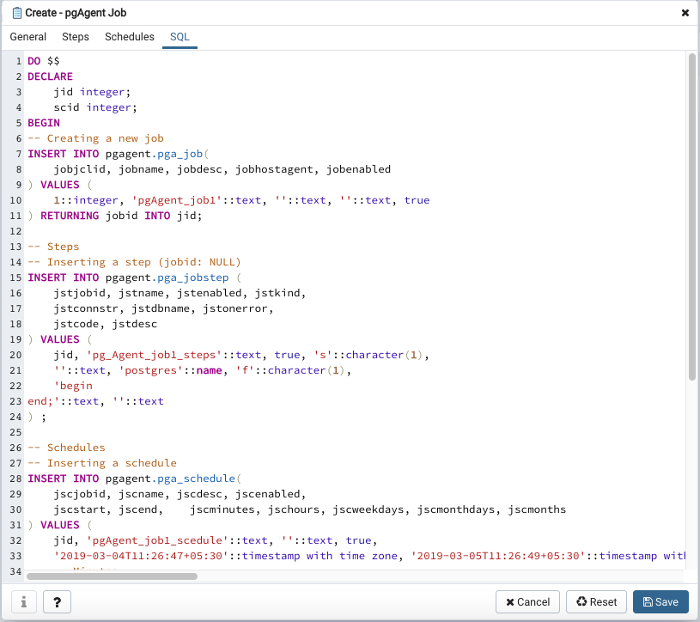 Create - pgAgent Job
General Steps Schedules SQL
1 DO $$
2 DECLARE
3     jid integer;
4     scid integer;
5 BEGIN
6 -- Creating a new job
7 INSERT INTO pgagent.pga_job(
8     jobjclid, jobname, jobdesc, jobhostagent, jobenabled
9 ) VALUES (
10     1::integer, 'pgAgent_job1'::text, ''::text, ''::text, true
11 ) RETURNING jobid INTO jid;
12
13 -- Steps
14 -- Inserting a step (jobid: NULL)
15 INSERT INTO pgagent.pga_jobstep (
16     jstjobid, jstname, jstenabled, jstkind,
17     jstconnstr, jstdbname, jstonerror,
18     jstcode, jstdesc
19 ) VALUES (
20     jid, 'pg_Agent_job1_steps'::text, true, 's'::character(1),
21     ''::text, 'postgres'::name, 'f'::character(1),
22     'begin
23 end;'::text, ''::text
24 ) ;
25
26 -- Schedules
27 -- Inserting a schedule
28 INSERT INTO pgagent.pga_schedule(
29     jscjobid, jscname, jscdesc, jscenabled,
30     jscstart, jscend,    jscminutes, jschours, jscweekdays, jscmonthdays, jscmonths
31 ) VALUES (
32     jid, 'pgAgent_job1_scedule'::text, ''::text, true,
33     '2019-03-04T11:26:47+05:30'::timestamp with time zone, '2019-03-05T11:26:49+05:30'::timestamp with
34
i ? Cancel Reset Save